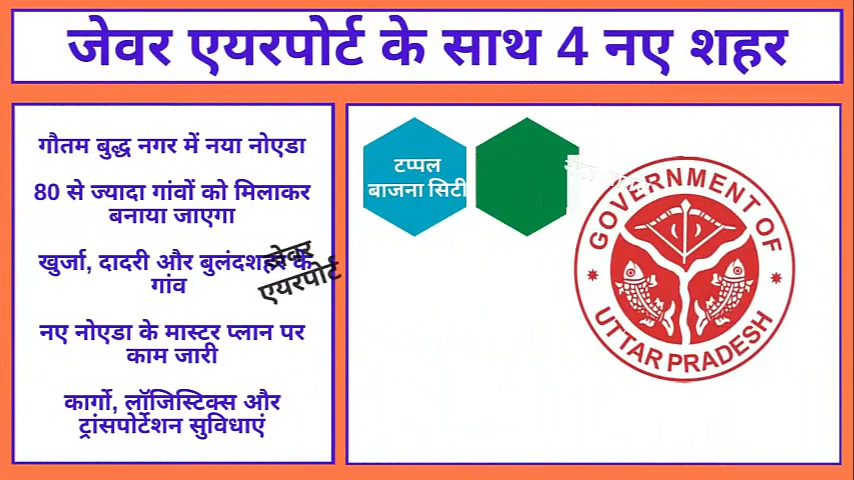 जेवर एयरपोर्ट के साथ 4 नए शहर
गौतम बुद्ध नगर में नया नोएडा
80 से ज्यादा गांवों को मिलाकर
बनाया जाएगा
खुर्जा, दादरी और बुलंदशहर के
गांव
नए नोएडा के मास्टर प्लान पर
काम जारी
कार्गो, लॉजिस्टिक्स और
ट्रांसपोर्टेशन सुविधाएं
जेवर
एयरपोर्ट
टप्पल
बाजना सिटी
GOVERNMENT OF
UTTAR PRADESH